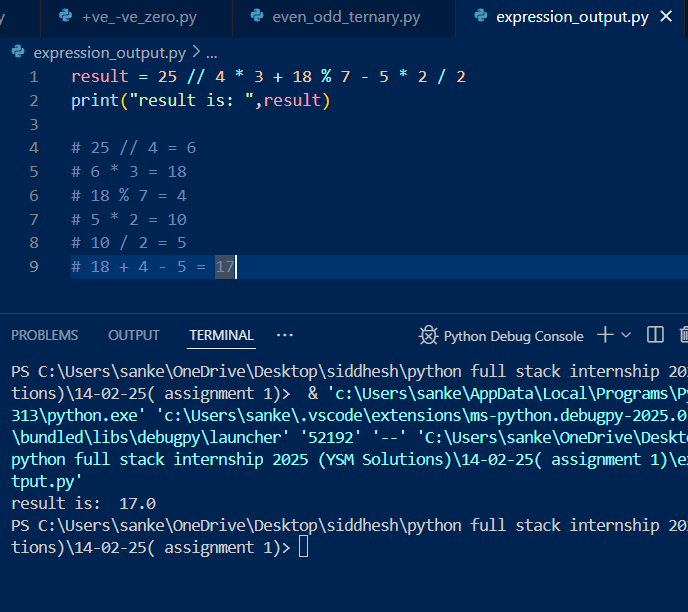 y
+ve_-ve_zero.py
even_odd_ternary.py
expression_output.py
expression_output.py > ...
1 result = 25 // 4 * 3 + 18 % 7 - 5 * 2 / 2
2 print("result is: ",result)
3
4 # 25 // 4 = 6
5 # 6 * 3 = 18
6 # 18 % 7 = 4
7 # 5 * 2 = 10
8 # 10 / 2 = 5
9 # 18 + 4 - 5 = 17
PROBLEMS OUTPUT TERMINAL ... Python Debug Console
PS C:\Users\sanke\OneDrive\Desktop\siddhesh\python full stack internship 202
tions)\14-02-25( assignment 1)> & 'c:\Users\sanke\AppData\Local\Programs\Py
313\python.exe' 'c:\Users\sanke\.vscode\extensions\ms-python.debugpy-2025.0
\bundled\libs\debugpy\launcher' '52192' '--' 'C:\Users\sanke\OneDrive\Deskto
python full stack internship 2025 (YSM Solutions)\14-02-25( assignment 1)\ex
tput.py'
result is:  17.0
PS C:\Users\sanke\OneDrive\Desktop\siddhesh\python full stack internship 202
tions)\14-02-25( assignment 1)>